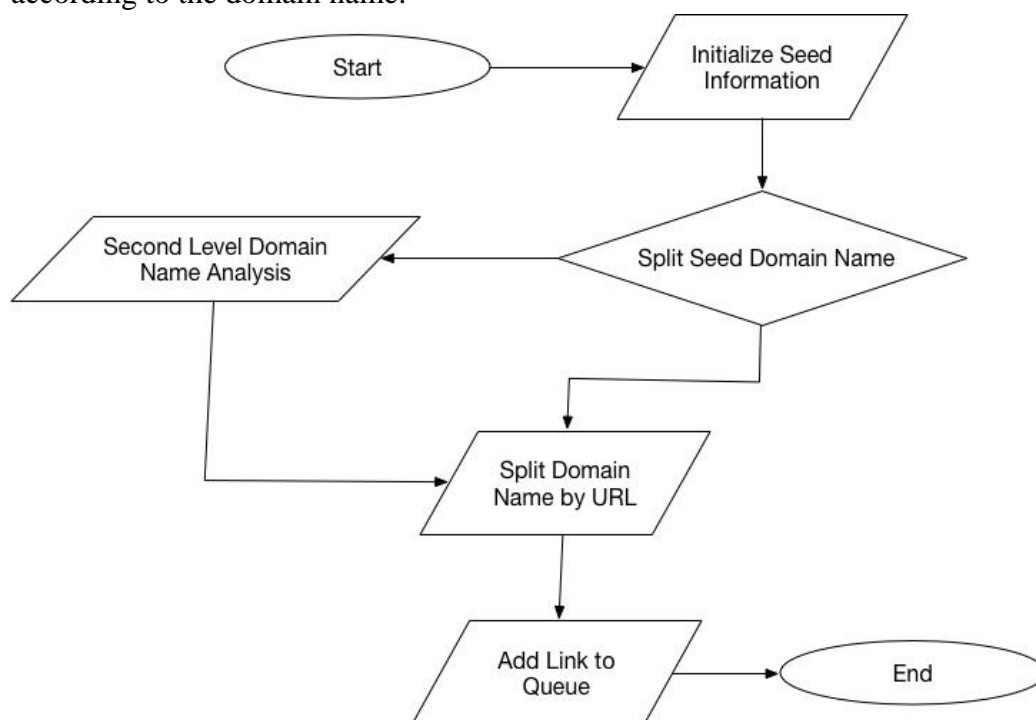 according to the domain name.
Start
Initialize Seed
Information
Split Seed Domain Name
Second Level Domain
Name Analysis
Split Domain
Name by URL
Add Link to
Queue
End